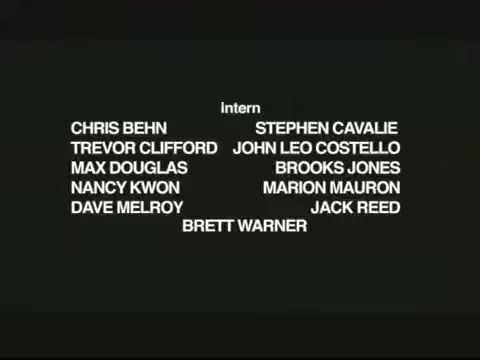 Intern
CHRIS BEHN STEPHEN CAVALIE
TREVOR CLIFFORD JOHN LEO COSTELLO
MAX DOUGLAS BROOKS JONES
NANCY KWON MARION MAURON
DAVE MELROY JACK REED
BRETT WARNER